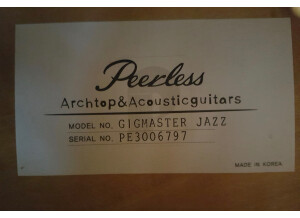 Peerless
Archtop&Acousticguitars
MODEL NO. GIGMASTER JAZZ
SERIAL NO. PE3006797
MADE IN KOREA